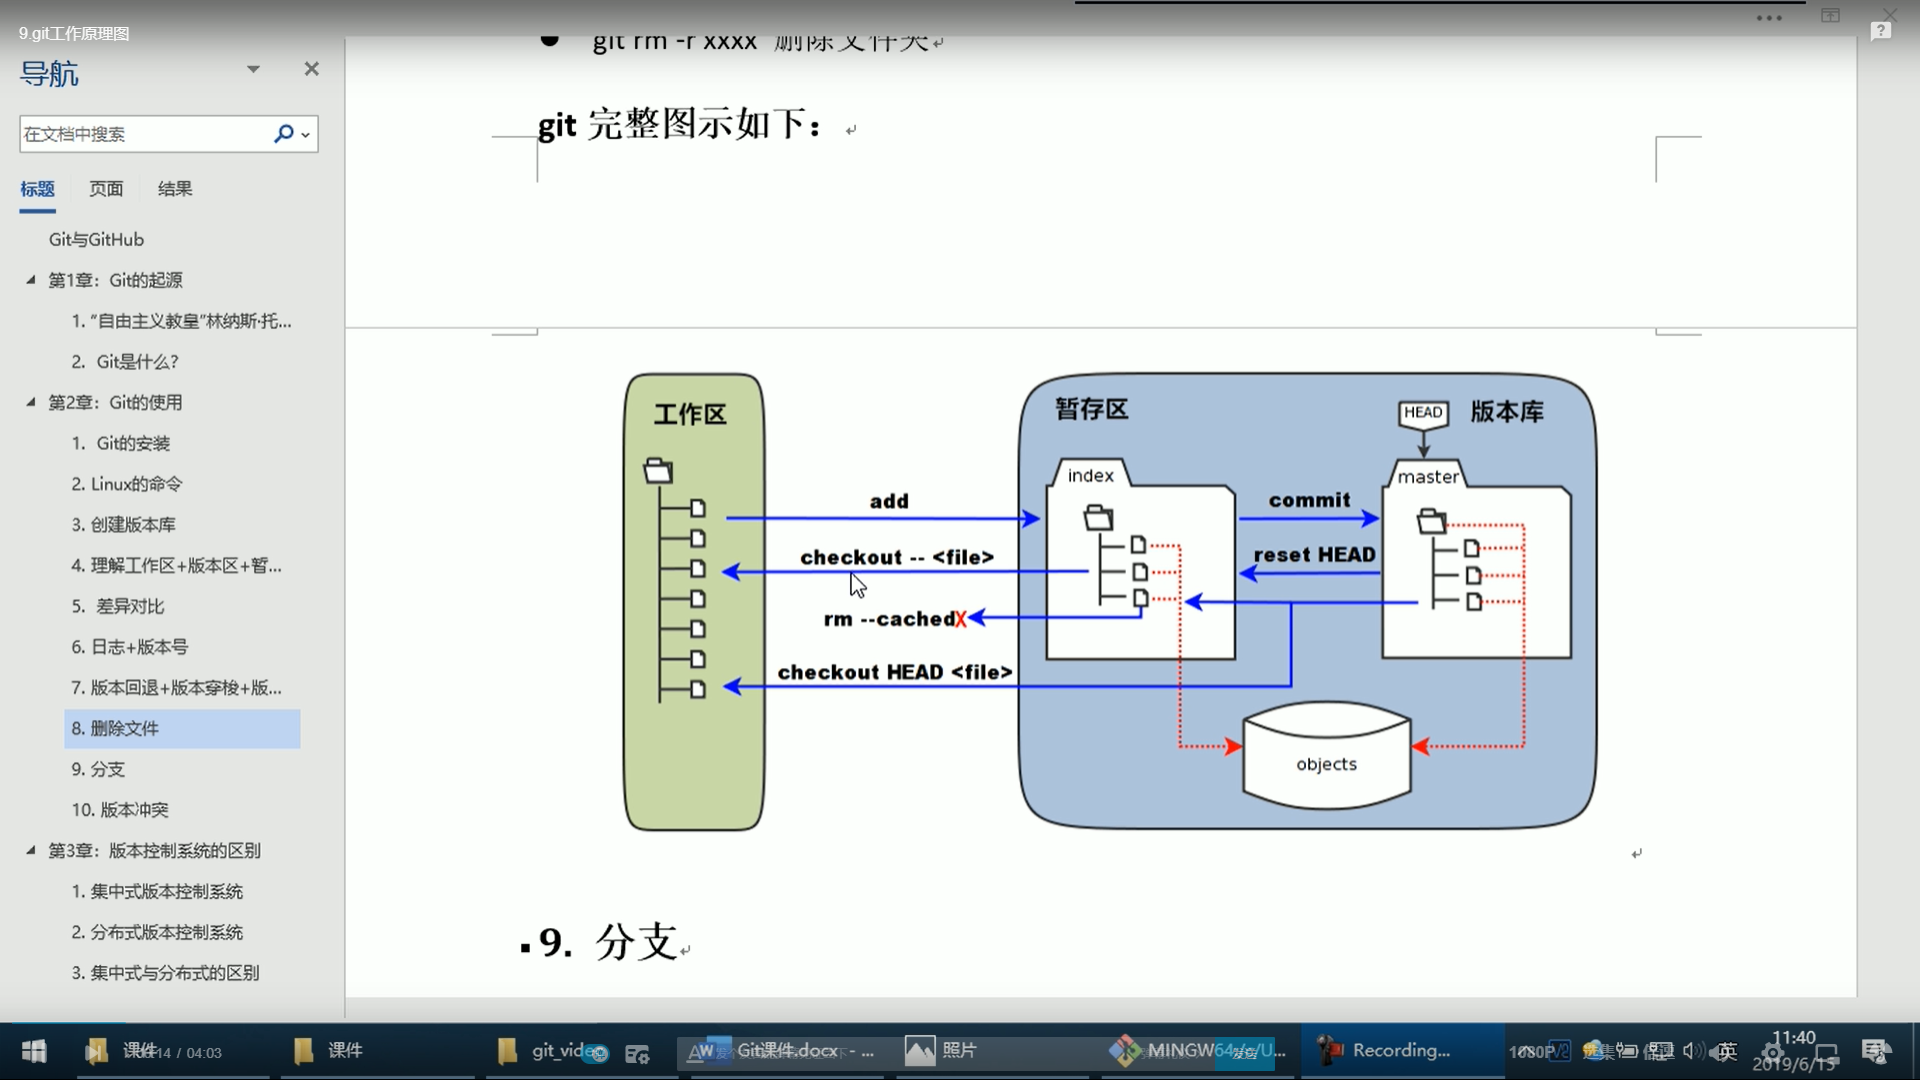 9.git工作原理图
导航
在文档中搜索
标题 页面 结果
Git与GitHub
第1章：Git的起源
1. “自由主义教皇”林纳斯·托...
2. Git是什么?
第2章：Git的使用
1. Git的安装
2. Linux的命令
3. 创建版本库
4. 理解工作区+版本区+暂...
5. 差异对比
6. 日志+版本号
7. 版本回退+版本穿梭+版...
8. 删除文件
9. 分支
10. 版本冲突
第3章：版本控制系统的区别
1. 集中式版本控制系统
2. 分布式版本控制系统
3. 集中式与分布式的区别
git rm -r xxxx 删除文件夹
git 完整图示如下：
工作区
暂存区
HEAD
版本库
index
master
add
commit
checkout -- <file>
reset HEAD
rm --cachedX
checkout HEAD <file>
objects
9. 分支
课件
/ 04:03
课件
git_video
Git课件.docx - ...
照片
MINGW64:/c/U...
Recording...
1080P
英
11:40
2019/6/15